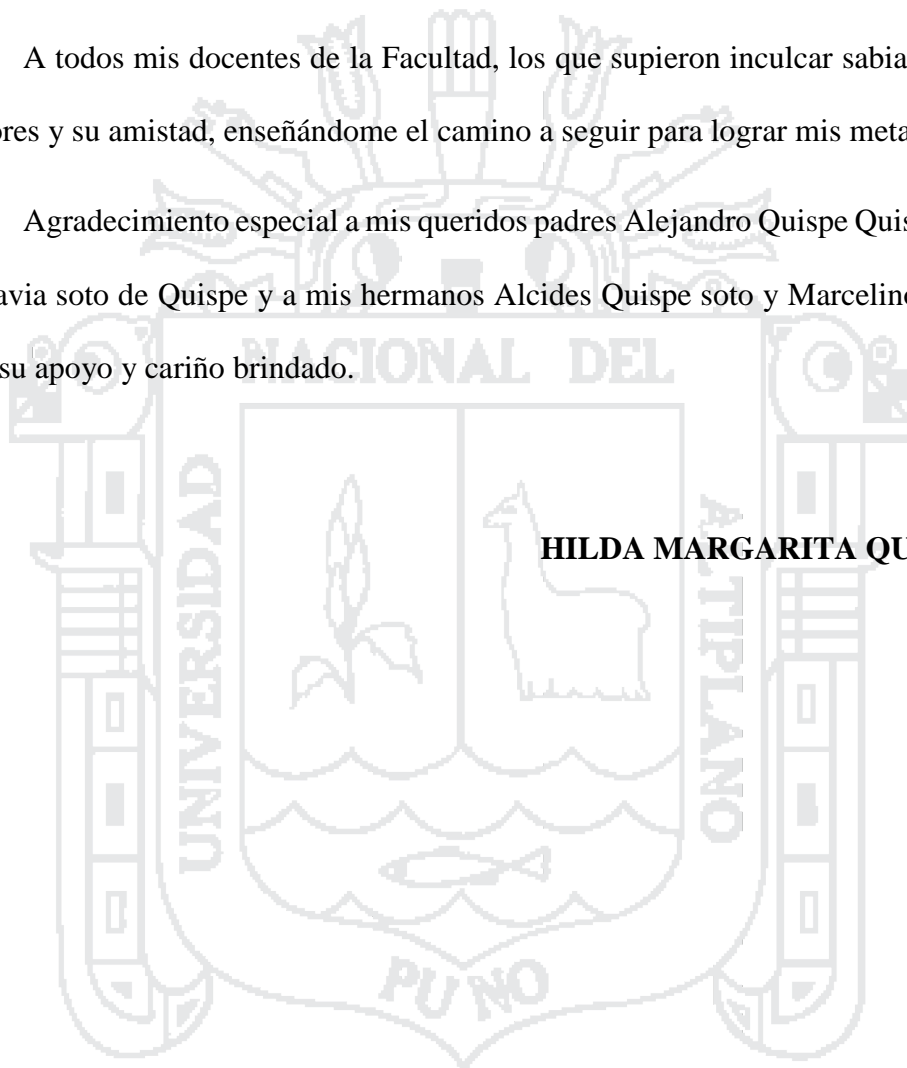 A todos mis docentes de la Facultad, los que supieron inculcar sabia
ores y su amistad, enseñándome el camino a seguir para lograr mis meta
Agradecimiento especial a mis queridos padres Alejandro Quispe Quis
avia soto de Quispe y a mis hermanos Alcides Quispe soto y Marcelino
su apoyo y cariño brindado.
NACIONAL DEL
HILDA MARGARITA QU
UNIVERSIDAD
ALTIPLANO
PUNO